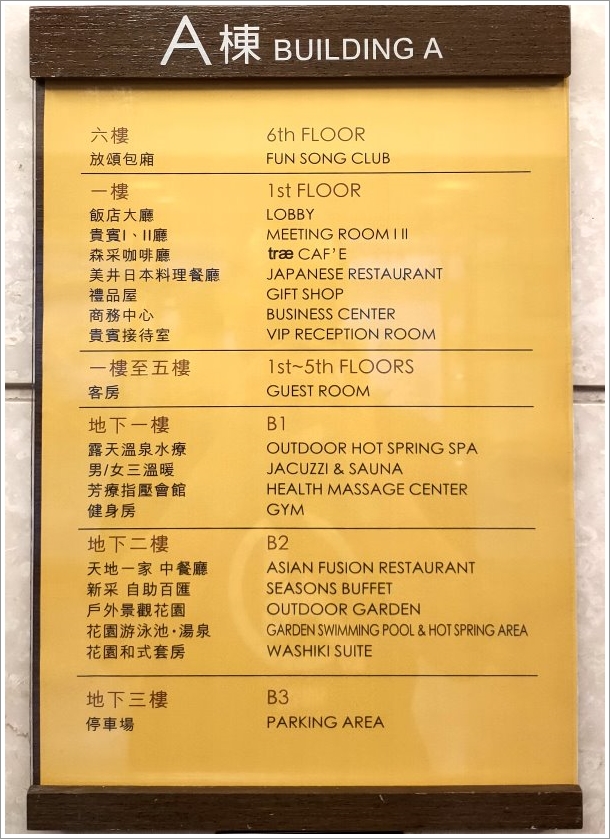 A棟 BUILDING A
六樓 6th FLOOR
放頌包廂 FUN SONG CLUB
一樓 1st FLOOR
飯店大廳 LOBBY
貴賓I、II廳 MEETING ROOM I II
森采咖啡廳 træ CAF'E
美井日本料理餐廳 JAPANESE RESTAURANT
禮品屋 GIFT SHOP
商務中心 BUSINESS CENTER
貴賓接待室 VIP RECEPTION ROOM
一樓至五樓 1st~5th FLOORS
客房 GUEST ROOM
地下一樓 B1
露天溫泉水療 OUTDOOR HOT SPRING SPA
男/女三溫暖 JACUZZI & SAUNA
芳療指壓會館 HEALTH MASSAGE CENTER
健身房 GYM
地下二樓 B2
天地一家 中餐廳 ASIAN FUSION RESTAURANT
新采 自助百匯 SEASONS BUFFET
戶外景觀花園 OUTDOOR GARDEN
花園游泳池·湯泉 GARDEN SWIMMING POOL & HOT SPRING AREA
花園和式套房 WASHIKI SUITE
地下三樓 B3
停車場 PARKING AREA